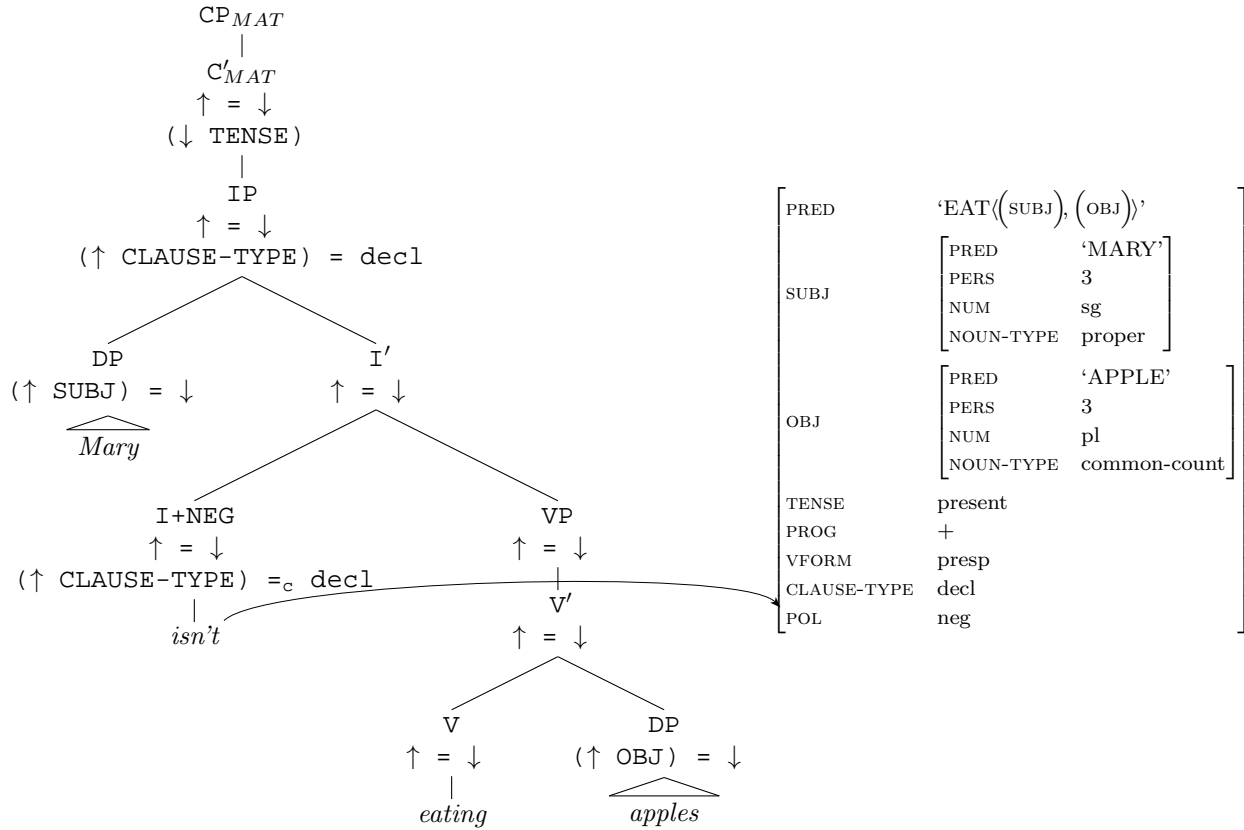 CP_MAT
C′_MAT
↑ = ↓
(↓ TENSE)
IP
↑ = ↓
(↑ CLAUSE-TYPE) = decl
DP I′
(↑ SUBJ) = ↓ ↑ = ↓
Mary
I+NEG VP
↑ = ↓ ↑ = ↓
(↑ CLAUSE-TYPE) =c decl
V′
isn't
↑ = ↓
V DP
↑ = ↓ (↑ OBJ) = ↓
eating apples
PRED ‘EAT⟨(SUBJ), (OBJ)⟩’
SUBJ
PRED ‘MARY’
PERS 3
NUM sg
NOUN-TYPE proper
OBJ
PRED ‘APPLE’
PERS 3
NUM pl
NOUN-TYPE common-count
TENSE present
PROG +
VFORM presp
CLAUSE-TYPE decl
POL neg